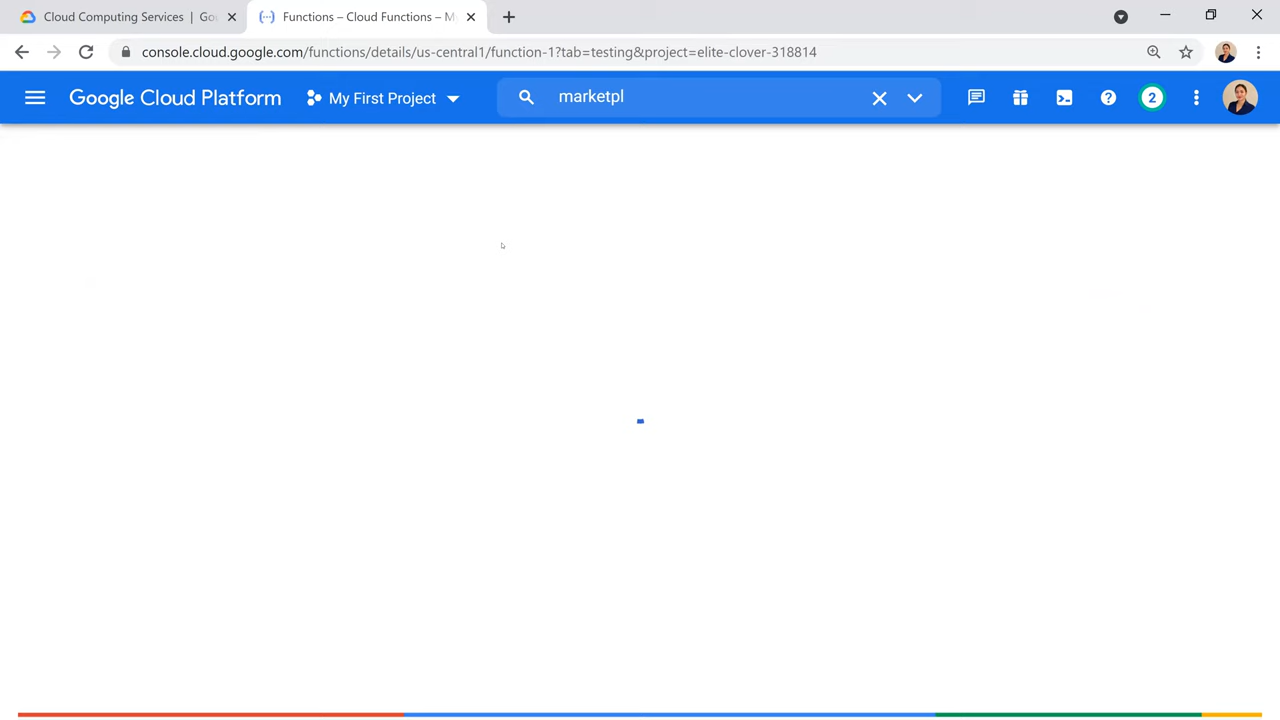 Cloud Computing Services | Go
Functions – Cloud Functions – M
console.cloud.google.com/functions/details/us-central1/function-1?tab=testing&project=elite-clover-318814
Google Cloud Platform
My First Project
marketpl
2